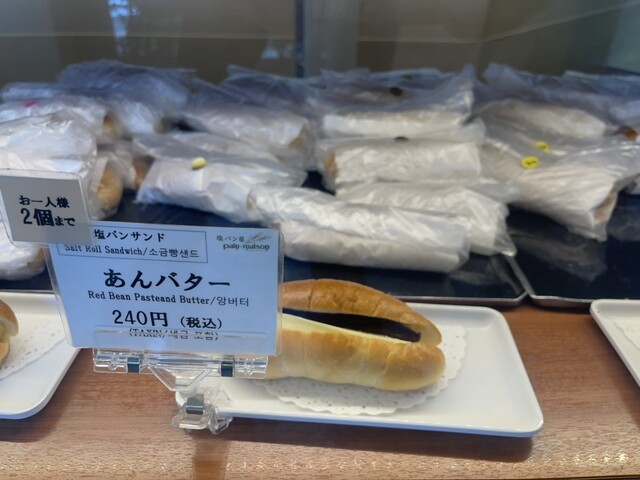 お一人様
2個まで
塩パンサンド
Salt Roll Sandwich/소금빵샌드
塩パン屋
pain·maison
あんバター
Red Bean Pasteand Butter/앙버터
240円 (税込)